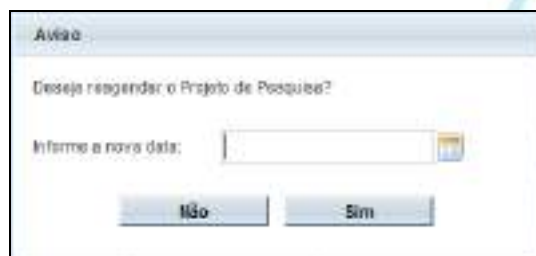 Aviso
Deseja reagendar o Projeto de Pesquisa?
Informe a nova data:
Não Sim